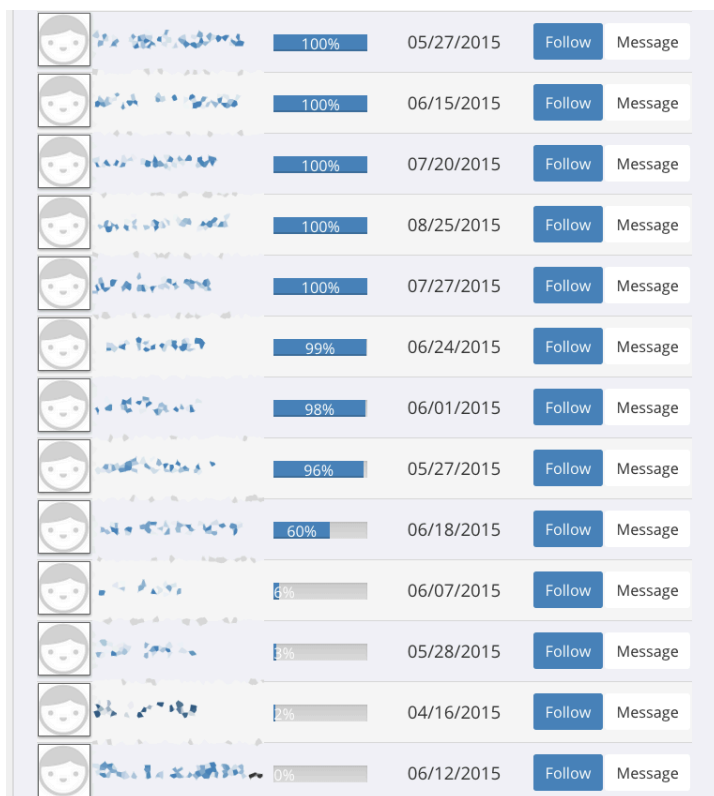 100% 05/27/2015 Follow Message
100% 06/15/2015 Follow Message
100% 07/20/2015 Follow Message
100% 08/25/2015 Follow Message
100% 07/27/2015 Follow Message
99% 06/24/2015 Follow Message
98% 06/01/2015 Follow Message
96% 05/27/2015 Follow Message
60% 06/18/2015 Follow Message
6% 06/07/2015 Follow Message
3% 05/28/2015 Follow Message
2% 04/16/2015 Follow Message
0% 06/12/2015 Follow Message